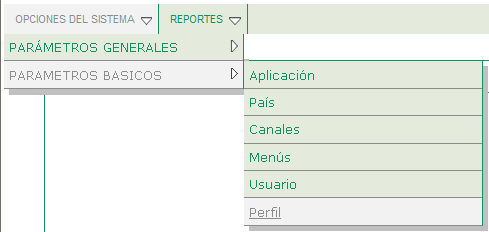 OPCIONES DEL SISTEMA
REPORTES
PARÁMETROS GENERALES
PARAMETROS BASICOS
Aplicación
País
Canales
Menús
Usuario
Perfil